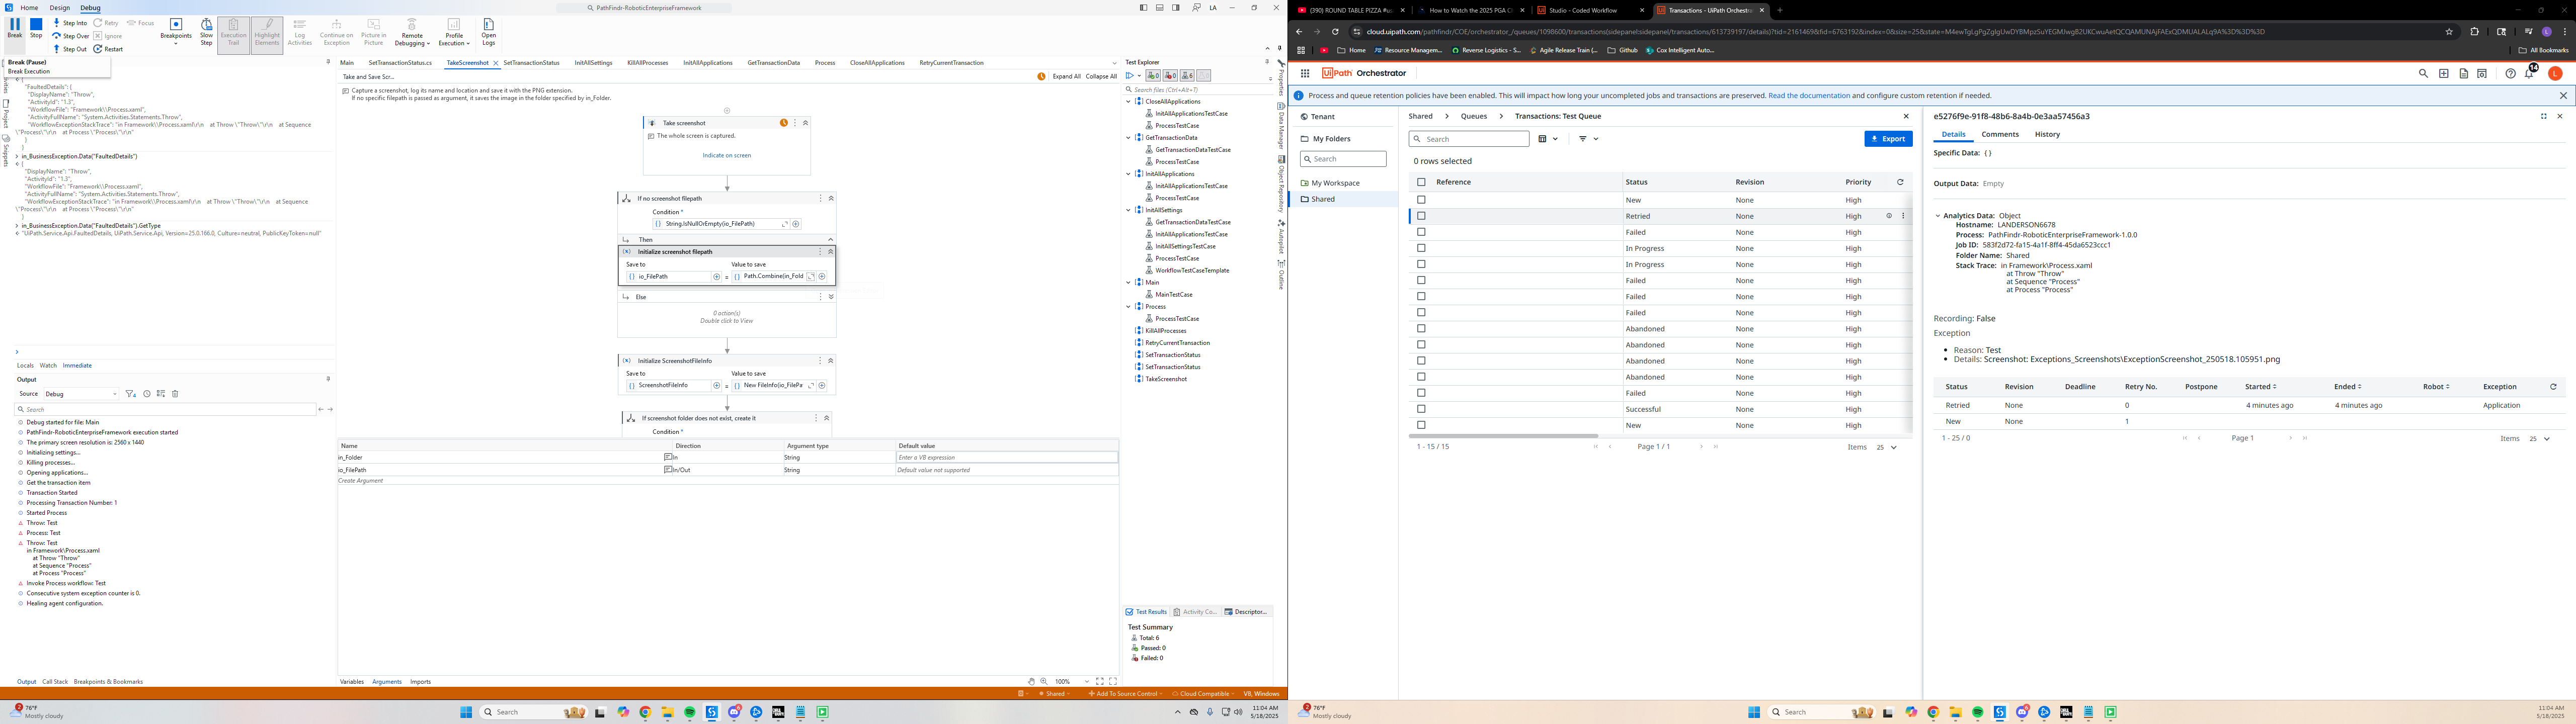 Home Design Debug
PathFindr-RoboticEnterpriseFramework
LA
Break
Stop
Step Into
Step Over
Step Out
Retry
Ignore
Restart
Focus
Breakpoints
Slow Step
Execution Trail
Highlight Elements
Log Activities
Continue on Exception
Picture in Picture
Remote Debugging
Profile Execution
Open Logs
Break (Pause)
Break Execution
Project
Snippets
"FaultedDetails": {
"DisplayName": "Throw",
"ActivityId": "1.3",
"WorkflowFile": "Framework\\Process.xaml",
"ActivityFullName": "System.Activities.Statements.Throw",
"WorkflowExceptionStackTrace": "in Framework\\Process.xaml\r\n at Throw \"Throw\"\r\n at Sequence
\"Process\"\r\n at Process \"Process\"\r\n"
}
}
in_BusinessException.Data("FaultedDetails")
{
"DisplayName": "Throw",
"ActivityId": "1.3",
"WorkflowFile": "Framework\\Process.xaml",
"ActivityFullName": "System.Activities.Statements.Throw",
"WorkflowExceptionStackTrace": "in Framework\\Process.xaml\r\n at Throw \"Throw\"\r\n at Sequence
\"Process\"\r\n at Process \"Process\"\r\n"
}
in_BusinessException.Data("FaultedDetails").GetType
"UiPath.Service.Api.FaultedDetails, UiPath.Service.Api, Version=25.0.166.0, Culture=neutral, PublicKeyToken=null"
Locals Watch Immediate
Output
Source Debug
Search
Debug started for file: Main
PathFindr-RoboticEnterpriseFramework execution started
The primary screen resolution is: 2560 x 1440
Initializing settings...
Killing processes...
Opening applications...
Get the transaction item
Transaction Started
Processing Transaction Number: 1
Started Process
Throw: Test
Process: Test
Throw: Test
in Framework\Process.xaml
at Throw "Throw"
at Sequence "Process"
at Process "Process"
Invoke Process workflow: Test
Consecutive system exception counter is 0.
Healing agent configuration.
Output Call Stack Breakpoints & Bookmarks
Main SetTransactionStatus.cs TakeScreenshot SetTransactionStatus InitAllSettings KillAllProcesses InitAllApplications GetTransactionData Process CloseAllApplications RetryCurrentTransaction
Take and Save Scr...
Expand All Collapse All
Capture a screenshot, log its name and location and save it with the PNG extension.
If no specific filepath is passed as argument, it saves the image in the folder specified by in_Folder.
Take screenshot
The whole screen is captured.
Indicate on screen
If no screenshot filepath
Condition *
String.IsNullOrEmpty(io_FilePath)
Then
Initialize screenshot filepath
Save to Value to save
io_FilePath = Path.Combine(in_Fold
Else
0 action(s)
Double click to View
Initialize ScreenshotFileInfo
Save to Value to save
ScreenshotFileInfo = New FileInfo(io_FilePa
If screenshot folder does not exist, create it
Condition *
Name Direction Argument type Default value
in_Folder In String Enter a VB expression
io_FilePath In/Out String Default value not supported
Create Argument
Variables Arguments Imports
100%
Test Explorer
0 0 6
Search files (Ctrl+Alt+T)
CloseAllApplications
InitAllApplicationsTestCase
ProcessTestCase
GetTransactionData
GetTransactionDataTestCase
ProcessTestCase
InitAllApplications
InitAllApplicationsTestCase
ProcessTestCase
InitAllSettings
GetTransactionDataTestCase
InitAllApplicationsTestCase
InitAllSettingsTestCase
ProcessTestCase
WorkflowTestCaseTemplate
Main
MainTestCase
Process
ProcessTestCase
KillAllProcesses
RetryCurrentTransaction
SetTransactionStatus
SetTransactionStatus
TakeScreenshot
Test Results Activity Co... Descriptor...
Test Summary
Total: 6
Passed: 0
Failed: 0
Properties
Data Manager
Object Repository
Autopilot
Outline
Shared Add To Source Control Cloud Compatible VB, Windows
2
76°F
Mostly cloudy
Search
11:04 AM
5/18/2025
(390) ROUND TABLE PIZZA #us
How to Watch the 2025 PGA C
Studio - Coded Workflow
Transactions - UiPath Orchestr
cloud.uipath.com/pathfindr/COE/orchestrator_/queues/1098600/transactions(sidepanel:sidepanel/transactions/613739197/details)?tid=2161469&fid=6763192&index=0&size=25&state=
Home Resource Managem... Reverse Logistics - S... Agile Release Train (... Github Cox Intelligent Auto...
All Bookmarks
UiPath Orchestrator
14
L
Process and queue retention policies have been enabled. This will impact how long your uncompleted jobs and transactions are preserved. Read the documentation and configure custom retention if needed.
Tenant
My Folders
Search
My Workspace
Shared
Shared > Queues > Transactions: Test Queue
Search
Export
0 rows selected
Reference Status Revision Priority
New None High
Retried None High
Failed None High
In Progress None High
In Progress None High
Failed None High
Failed None High
Failed None High
Abandoned None High
Abandoned None High
Abandoned None High
Abandoned None High
Failed None High
Successful None High
New None High
1 - 15 / 15 Page 1 / 1 Items 25
e5276f9e-91f8-48b6-8a4b-0e3aa57456a3
Details Comments History
Specific Data: { }
Output Data: Empty
Analytics Data: Object
Hostname: LANDERSON6678
Process: PathFindr-RoboticEnterpriseFramework-1.0.0
Job ID: 583f2d72-fa15-4a1f-8ff4-45da6523ccc1
Folder Name: Shared
Stack Trace: in Framework\Process.xaml
at Throw "Throw"
at Sequence "Process"
at Process "Process"
Recording: False
Exception
Reason: Test
Details: Screenshot: Exceptions_Screenshots\ExceptionScreenshot_250518.105951.png
Status Revision Deadline Retry No. Postpone Started Ended Robot Exception
Retried None 0 4 minutes ago 4 minutes ago Application
New None 1
1 - 25 / 0 Page 1 Items 25
2
76°F
Mostly cloudy
Search
11:04 AM
5/18/2025